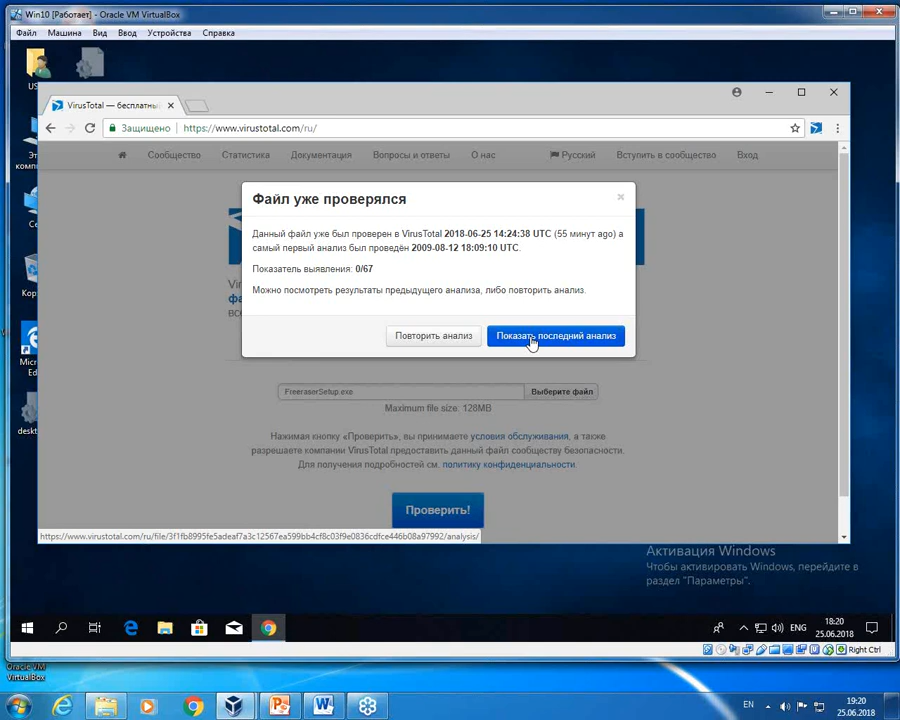 Win10 [Работает] - Oracle VM VirtualBox
Файл Машина Вид Ввод Устройства Справка
VirusTotal — бесплатны
Защищено https://www.virustotal.com/ru/
Сообщество Статистика Документация Вопросы и ответы О нас Русский Вступить в сообщество Вход
Файл уже проверялся
Данный файл уже был проверен в VirusTotal 2018-06-25 14:24:38 UTC (55 минут ago) а
самый первый анализ был проведён 2009-08-12 18:09:10 UTC.
Показатель выявления: 0/67
Можно посмотреть результаты предыдущего анализа, либо повторить анализ.
Повторить анализ Показать последний анализ
FreeraserSetup.exe Выберите файл
Maximum file size: 128MB
Нажимая кнопку «Проверить», вы принимаете условия обслуживания, а также
разрешаете компании VirusTotal предоставить данный файл сообществу безопасности.
Для получения подробностей см. политику конфиденциальности
Проверить!
https://www.virustotal.com/ru/file/3f1fb8995fe5adeaf7a3c12567ea599bb4cf8c03f9e0836cdfce446b08a97992/analysis/
Активация Windows
Чтобы активировать Windows, перейдите в
раздел "Параметры".
ENG
18:20
25.06.2018
Right Ctrl
Oracle VM
VirtualBox
EN
19:20
25.06.2018